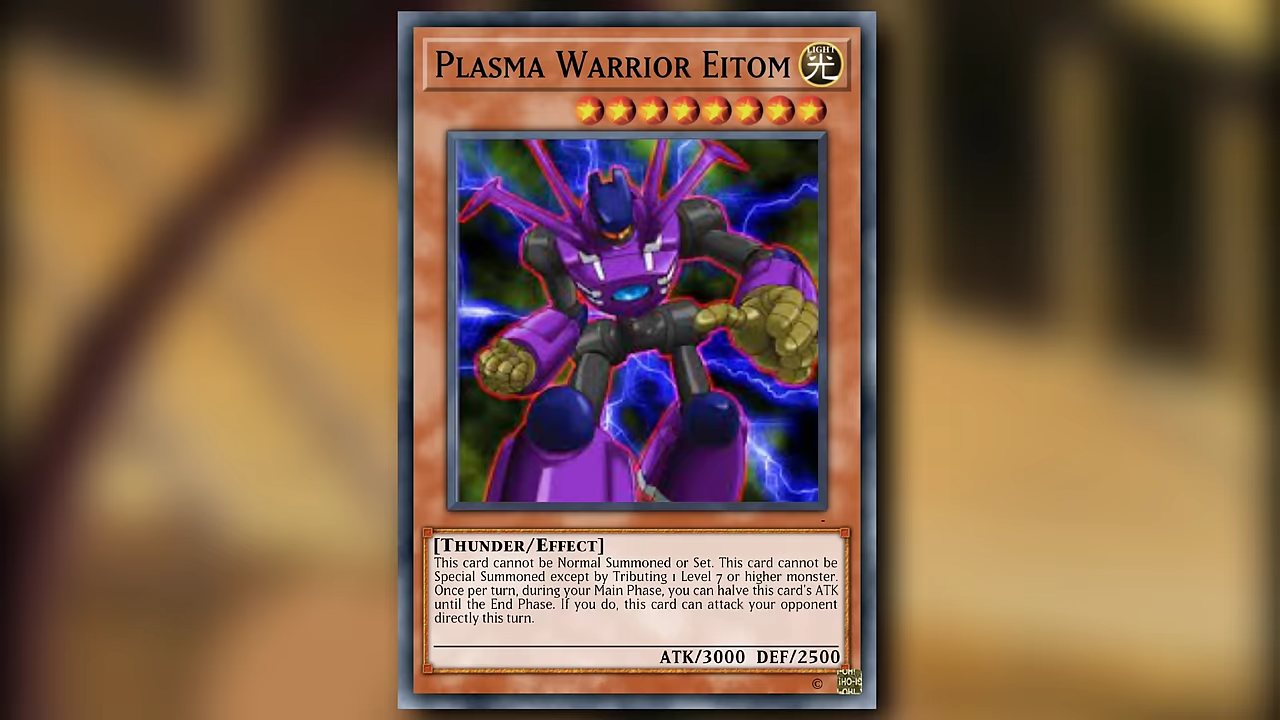 PLASMA WARRIOR EITOM
LIGHT
光
[THUNDER/EFFECT]
This card cannot be Normal Summoned or Set. This card cannot be
Special Summoned except by Tributing 1 Level 7 or higher monster.
Once per turn, during your Main Phase, you can halve this card's ATK
until the End Phase. If you do, this card can attack your opponent
directly this turn.
ATK/3000 DEF/2500
©